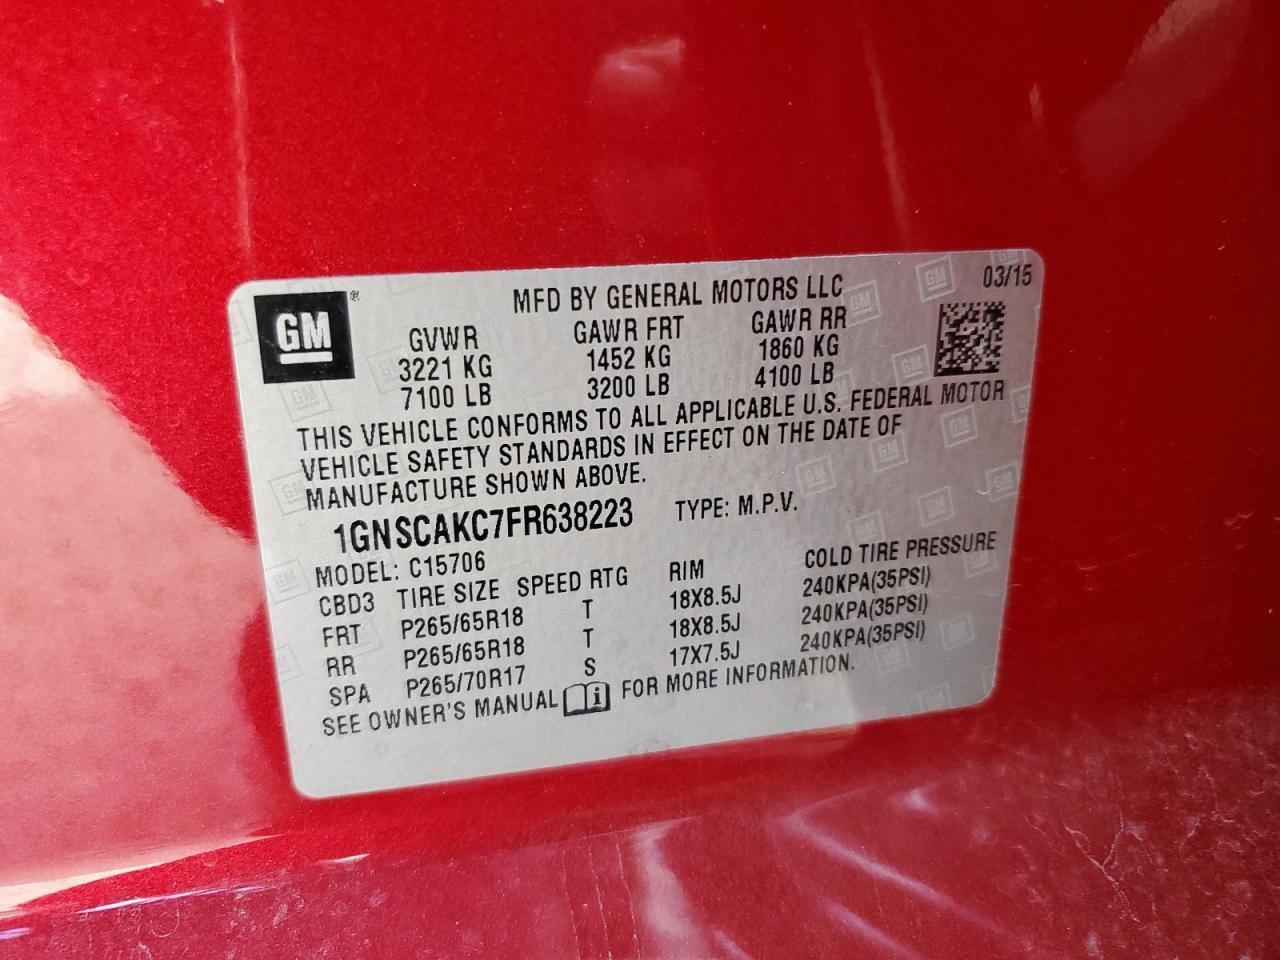 GM ®
MFD BY GENERAL MOTORS LLC 03/15
GVWR GAWR FRT GAWR RR
3221 KG 1452 KG 1860 KG
7100 LB 3200 LB 4100 LB
THIS VEHICLE CONFORMS TO ALL APPLICABLE U.S. FEDERAL MOTOR
VEHICLE SAFETY STANDARDS IN EFFECT ON THE DATE OF
MANUFACTURE SHOWN ABOVE.
1GNSCAKC7FR638223 TYPE: M.P.V.
MODEL: C15706
CBD3 TIRE SIZE SPEED RTG RIM COLD TIRE PRESSURE
FRT P265/65R18 T 18X8.5J 240KPA(35PSI)
RR P265/65R18 T 18X8.5J 240KPA(35PSI)
SPA P265/70R17 S 17X7.5J 240KPA(35PSI)
SEE OWNER'S MANUAL i FOR MORE INFORMATION.